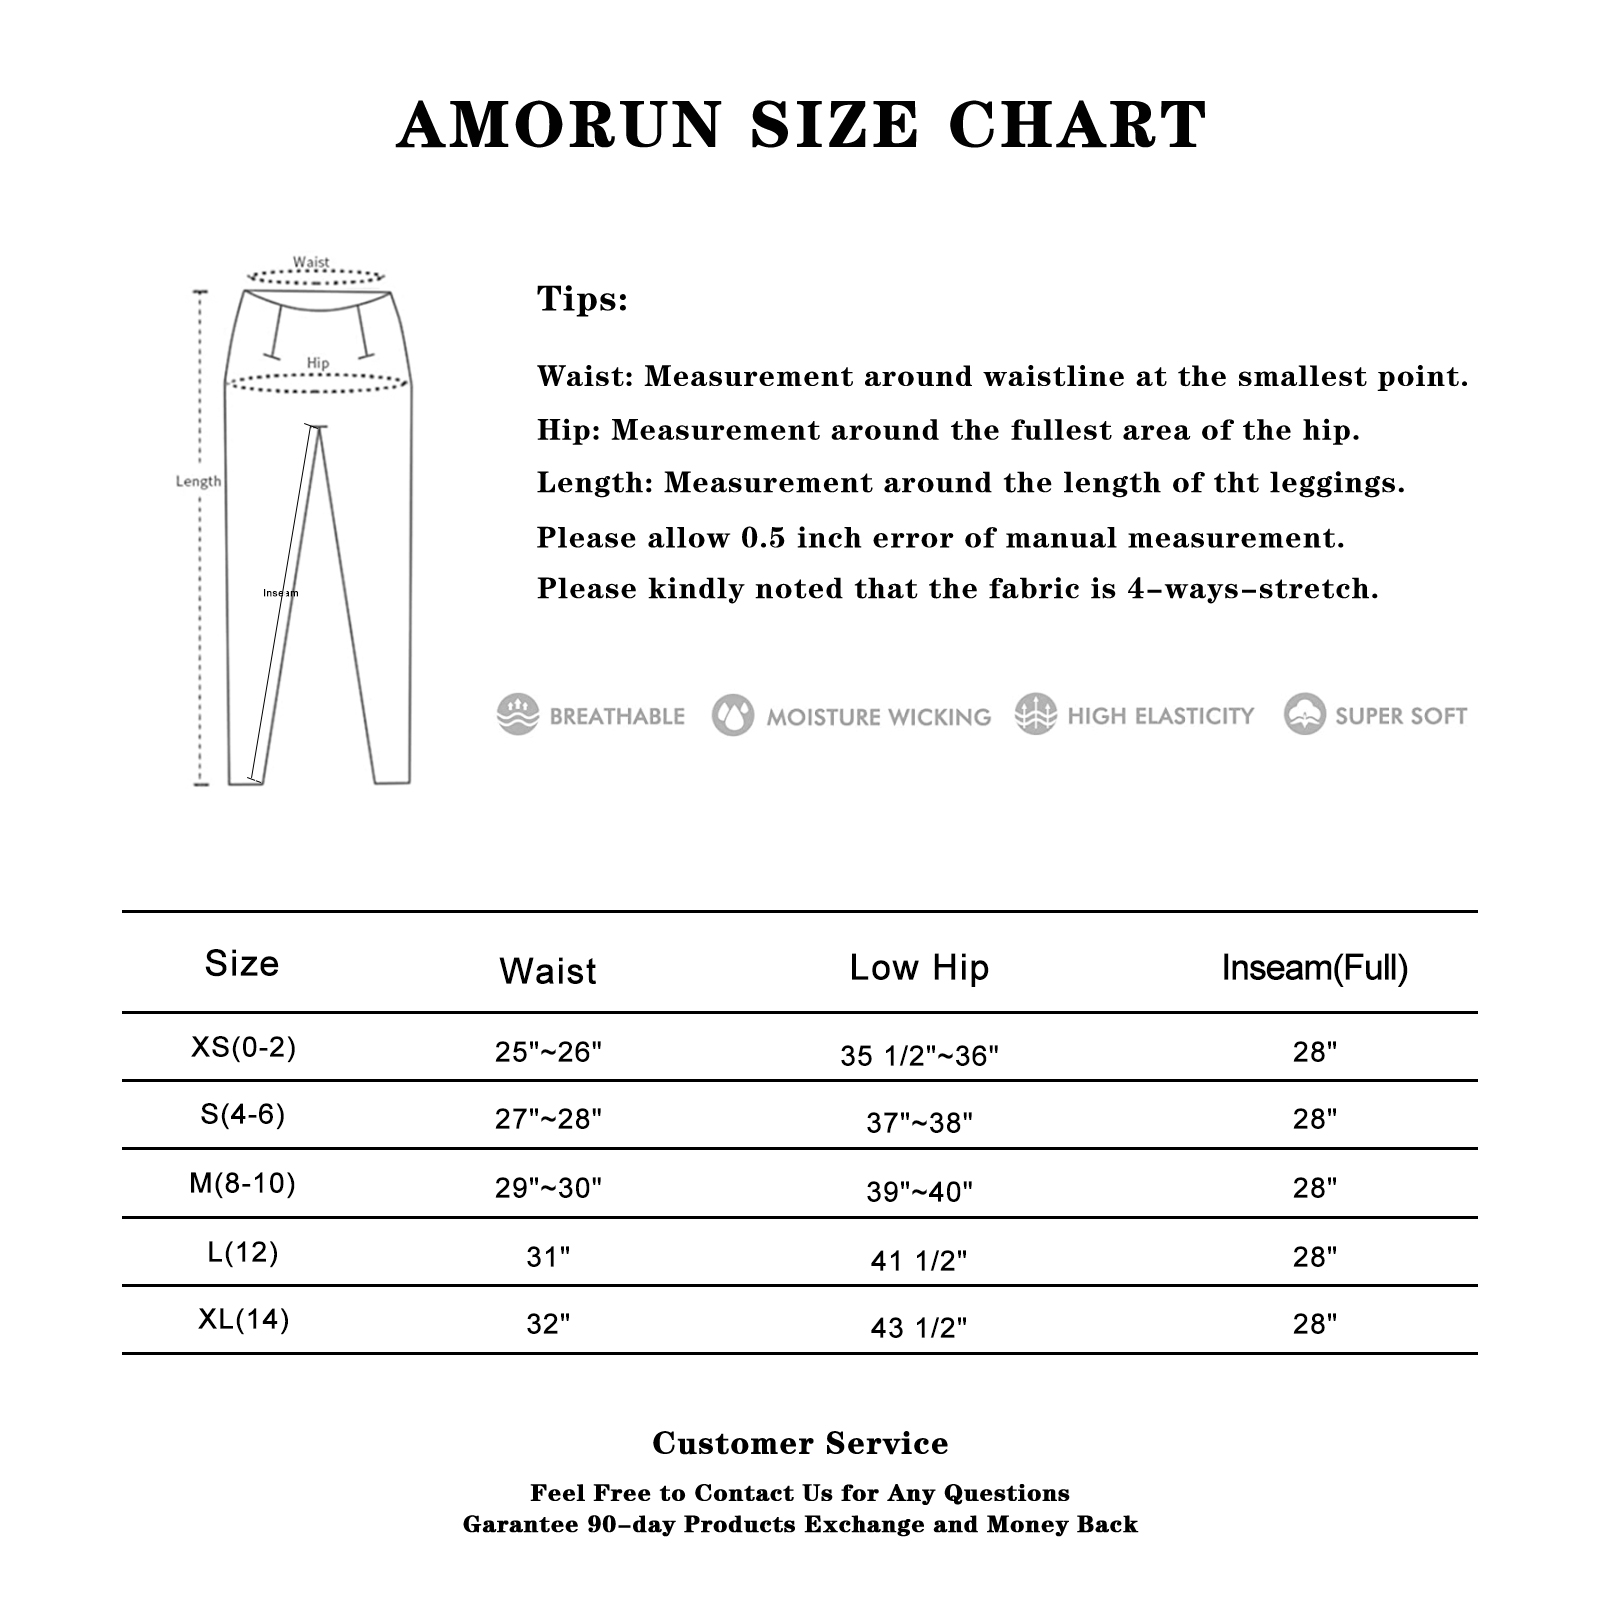 AMORUN SIZE CHART
Waist
Hip
Length
Inseam
Tips:
Waist: Measurement around waistline at the smallest point.
Hip: Measurement around the fullest area of the hip.
Length: Measurement around the length of tht leggings.
Please allow 0.5 inch error of manual measurement.
Please kindly noted that the fabric is 4-ways-stretch.
BREATHABLE MOISTURE WICKING HIGH ELASTICITY SUPER SOFT
Size Waist Low Hip Inseam(Full)
XS(0-2) 25"~26" 35 1/2"~36" 28"
S(4-6) 27"~28" 37"~38" 28"
M(8-10) 29"~30" 39"~40" 28"
L(12) 31" 41 1/2" 28"
XL(14) 32" 43 1/2" 28"
Customer Service
Feel Free to Contact Us for Any Questions
Garantee 90-day Products Exchange and Money Back